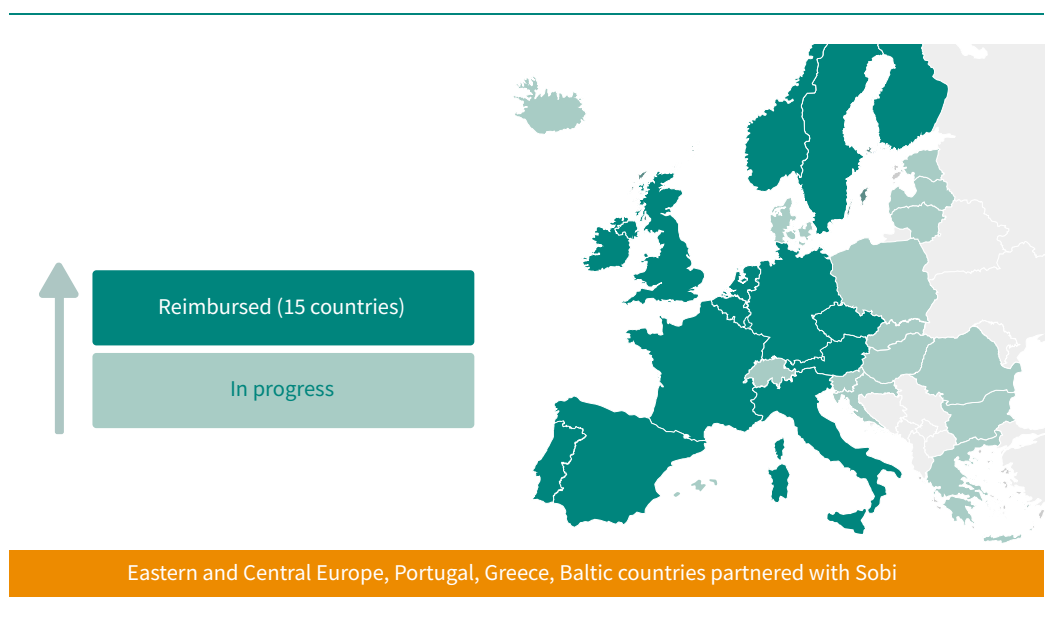 Reimbursed (15 countries)
In progress
Eastern and Central Europe, Portugal, Greece, Baltic countries partnered with Sobi